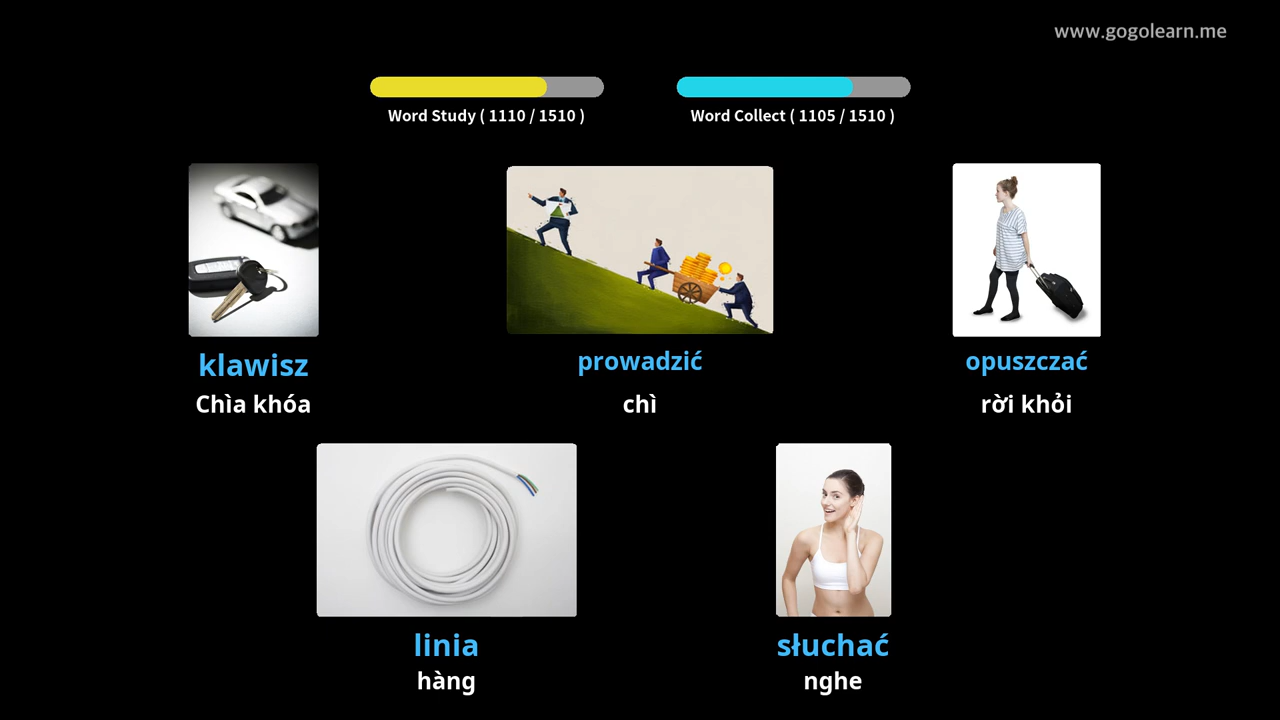 www.gogolearn.me
Word Study ( 1110 / 1510 )
Word Collect ( 1105 / 1510 )
klawisz
Chìa khóa
prowadzić
chì
opuszczać
rời khỏi
linia
hàng
słuchać
nghe